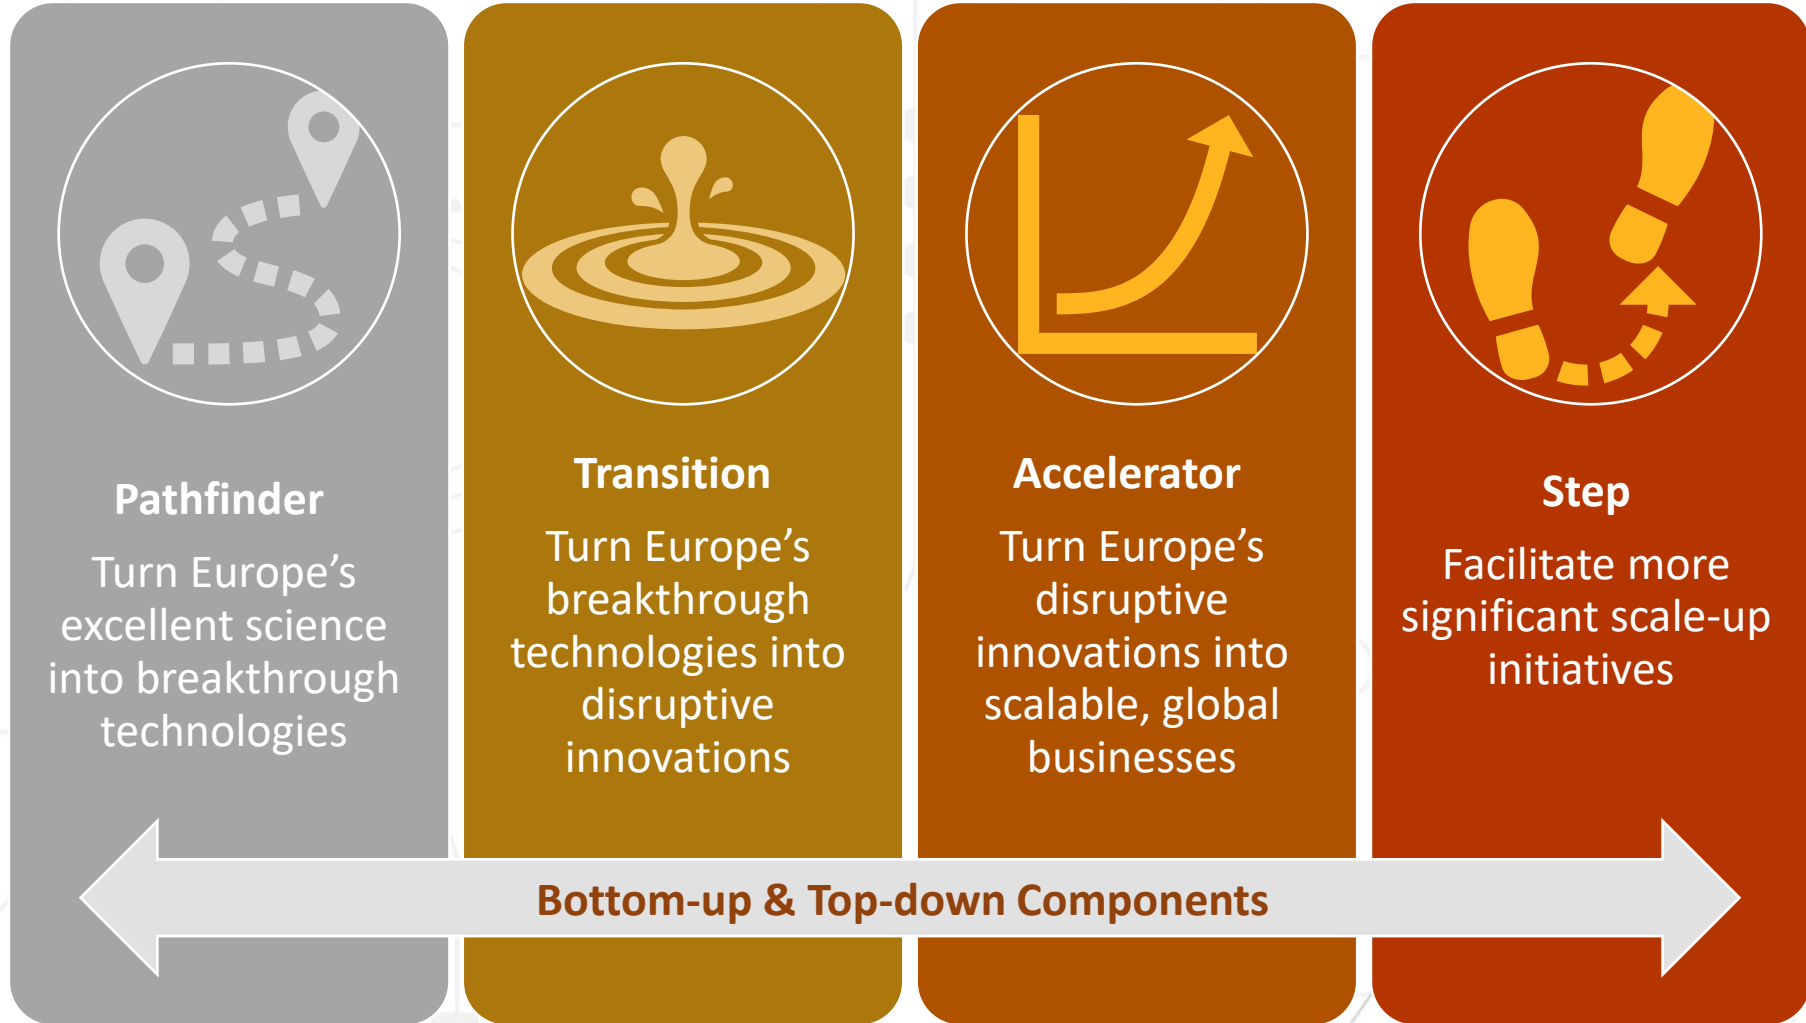 Pathfinder
Turn Europe’s
excellent science
into breakthrough
technologies
Transition
Turn Europe’s
breakthrough
technologies into
disruptive
innovations
Accelerator
Turn Europe’s
disruptive
innovations into
scalable, global
businesses
Step
Facilitate more
significant scale-up
initiatives
Bottom-up & Top-down Components